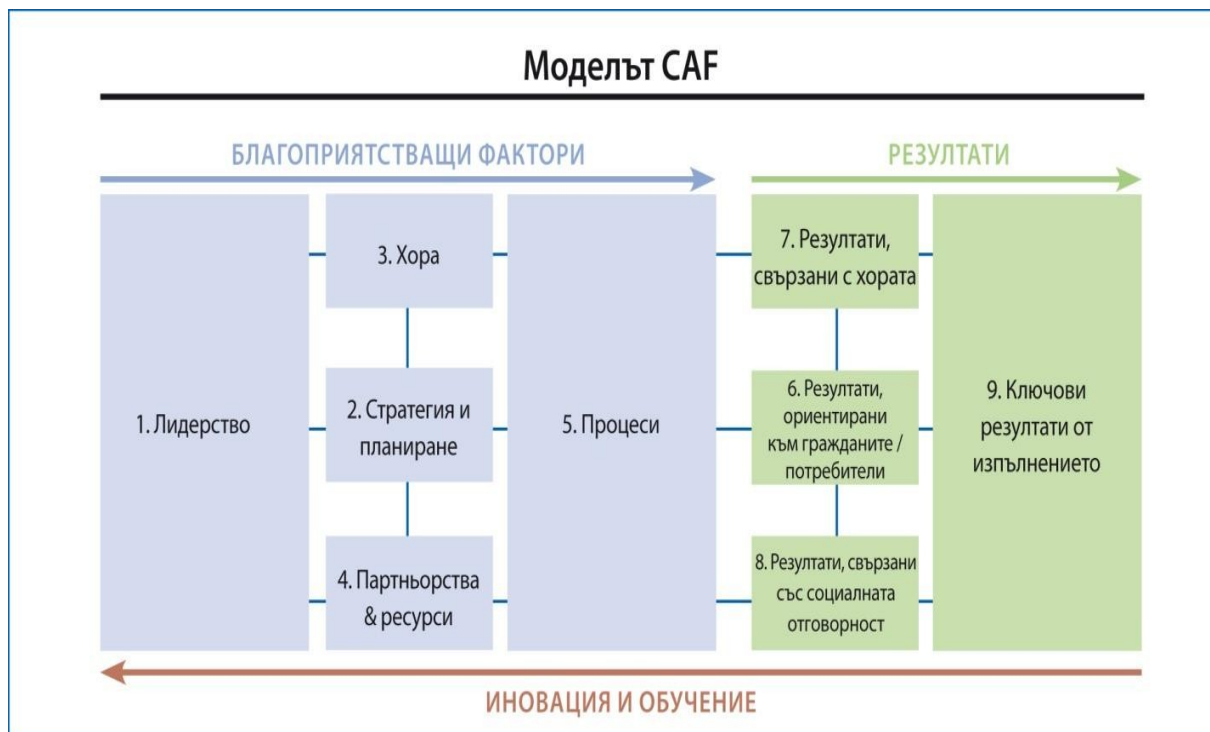 Моделът CAF
БЛАГОПРИЯТСТВАЩИ ФАКТОРИ
РЕЗУЛТАТИ
1. Лидерство
3. Хора
2. Стратегия и
планиране
4. Партньорства
& ресурси
5. Процеси
7. Резултати,
свързани с хората
6. Резултати,
ориентирани
към гражданите /
потребители
8. Резултати, свързани
със социалната
отговорност
9. Ключови
резултати от
изпълнението
ИНОВАЦИЯ И ОБУЧЕНИЕ